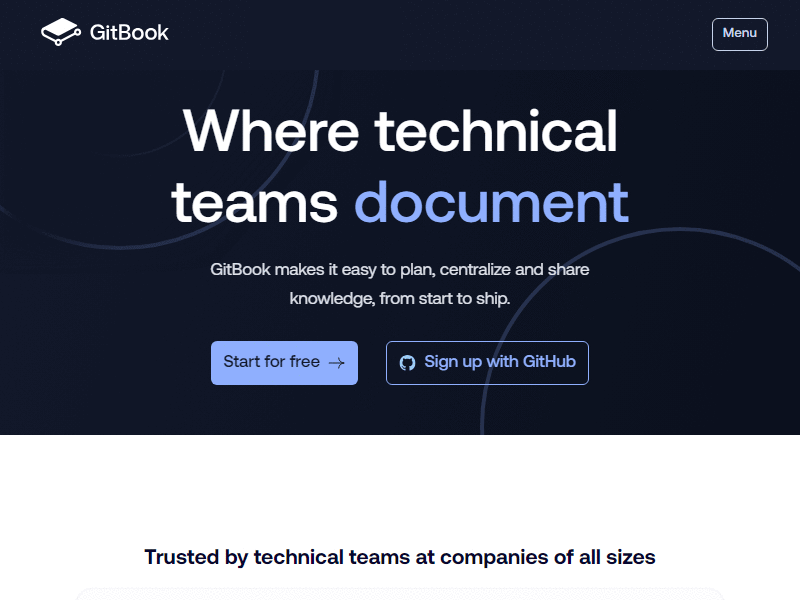 GitBook
Menu
Where technical
teams document
GitBook makes it easy to plan, centralize and share
knowledge, from start to ship.
Start for free →
Sign up with GitHub
Trusted by technical teams at companies of all sizes